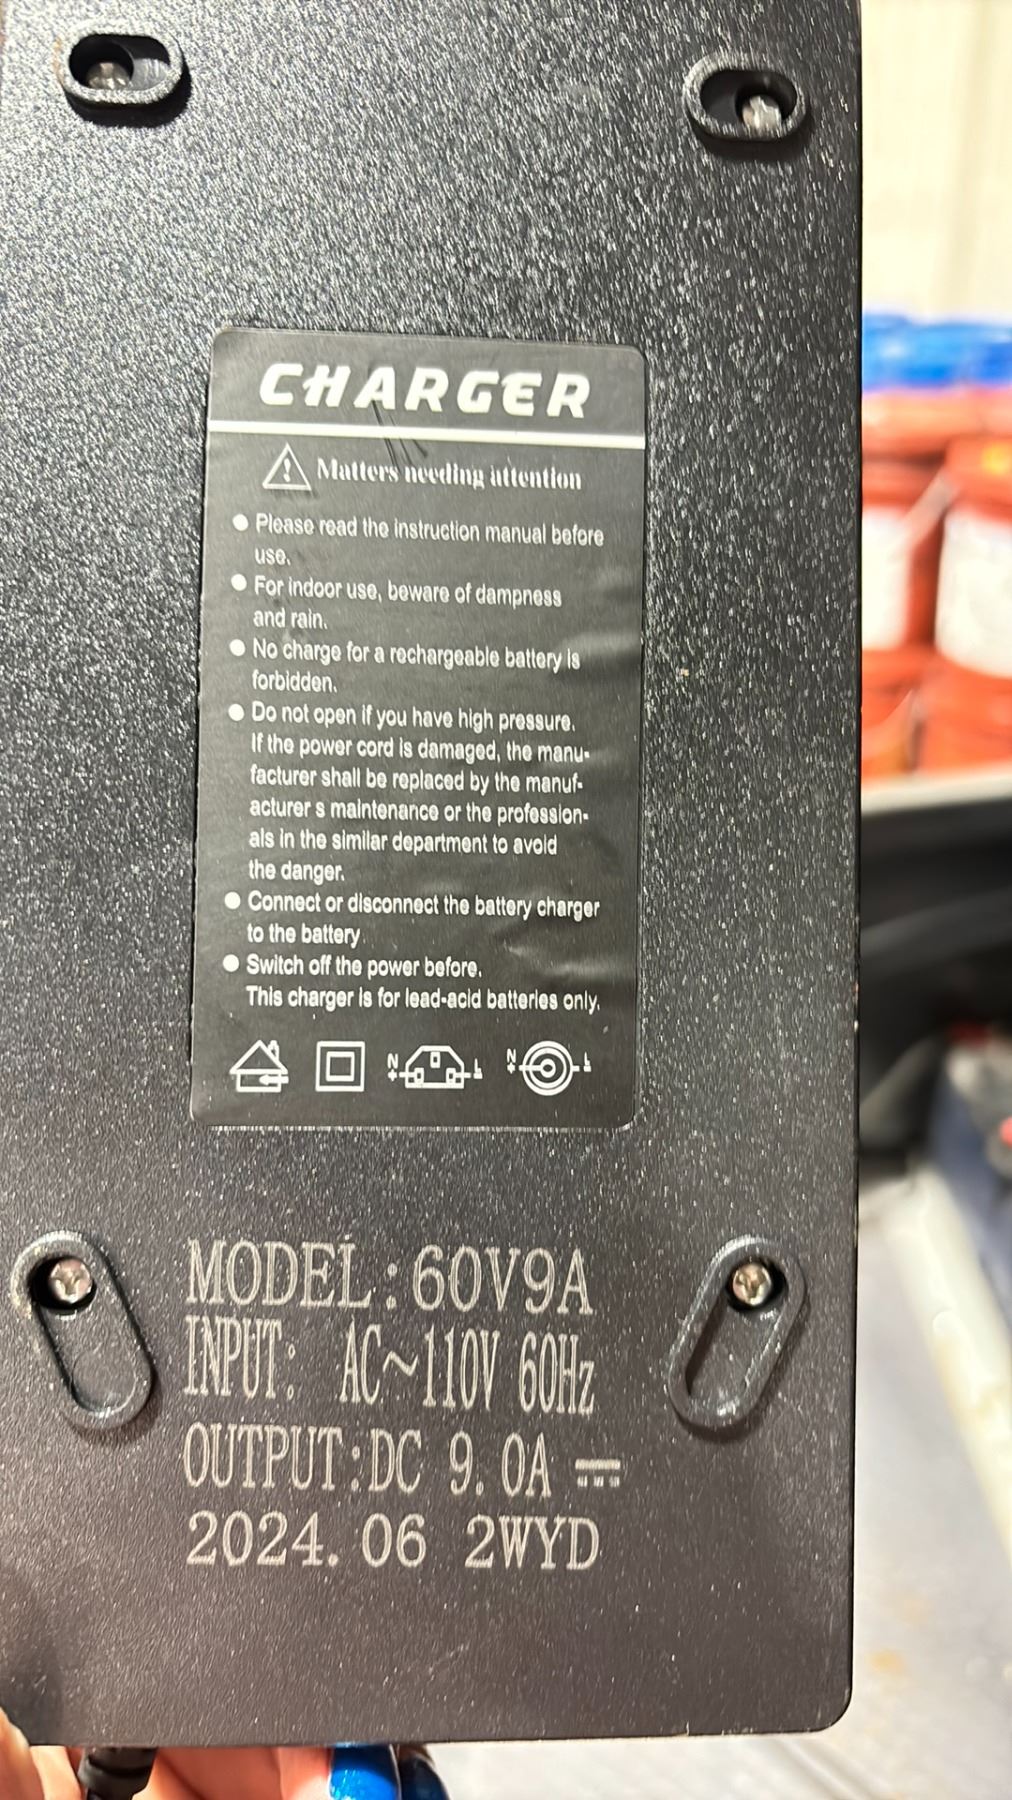 CHARGER
Matters needing attention
● Please read the instruction manual before
use.
● For indoor use, beware of dampness
and rain.
● No charge for a rechargeable battery is
forbidden.
● Do not open if you have high pressure.
If the power cord is damaged, the manu-
facturer shall be replaced by the manuf-
acturer s maintenance or the profession-
als in the similar department to avoid
the danger.
● Connect or disconnect the battery charger
to the battery.
● Switch off the power before.
This charger is for lead-acid batteries only.
N + L N + L
MODEL:60V9A
INPUT: AC~110V 60Hz
OUTPUT:DC 9.0A ⎓
2024.06 2WYD